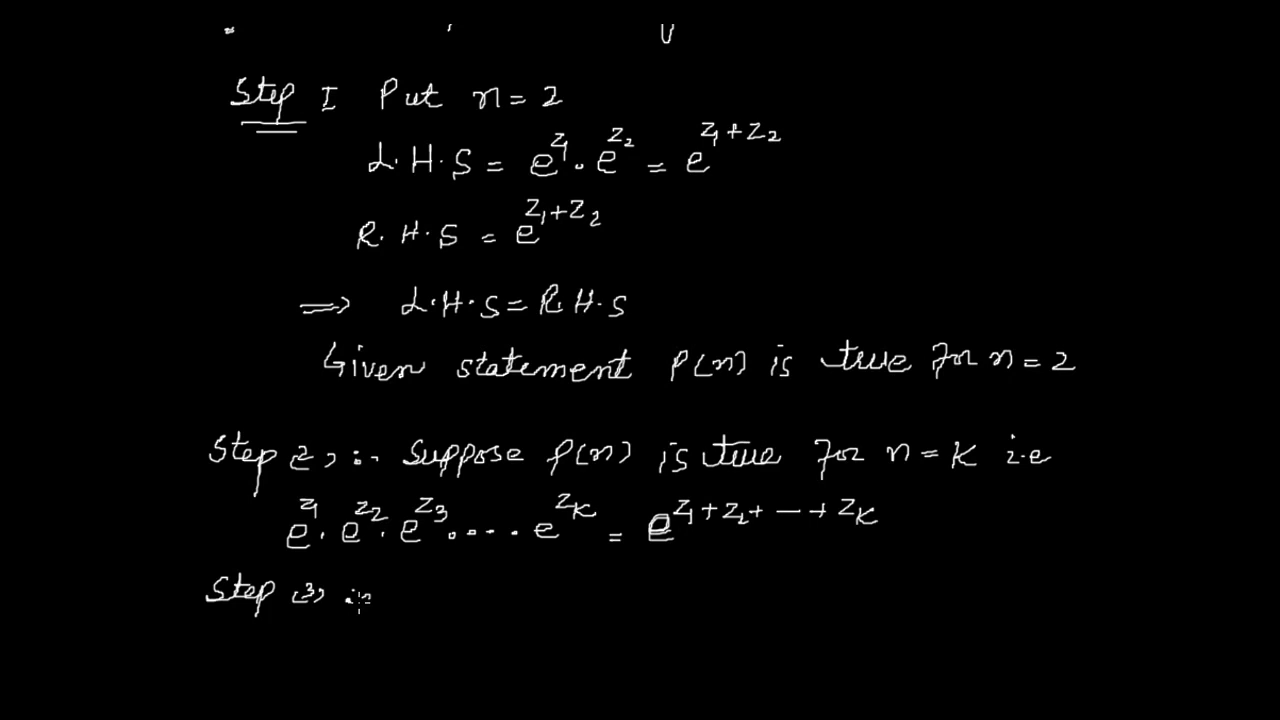 Step I Put n = 2
L.H.S = e^z₁ . e^z₂ = e^z₁+z₂
R.H.S = e^z₁+z₂
⟹ L.H.S = R.H.S
Given statement P(n) is true for n = 2
Step 2) :- Suppose P(n) is true for n = K i.e
e^z₁ . e^z₂ . e^z₃ ..... e^zₖ = e^z₁+z₂+---+zₖ
Step (3)